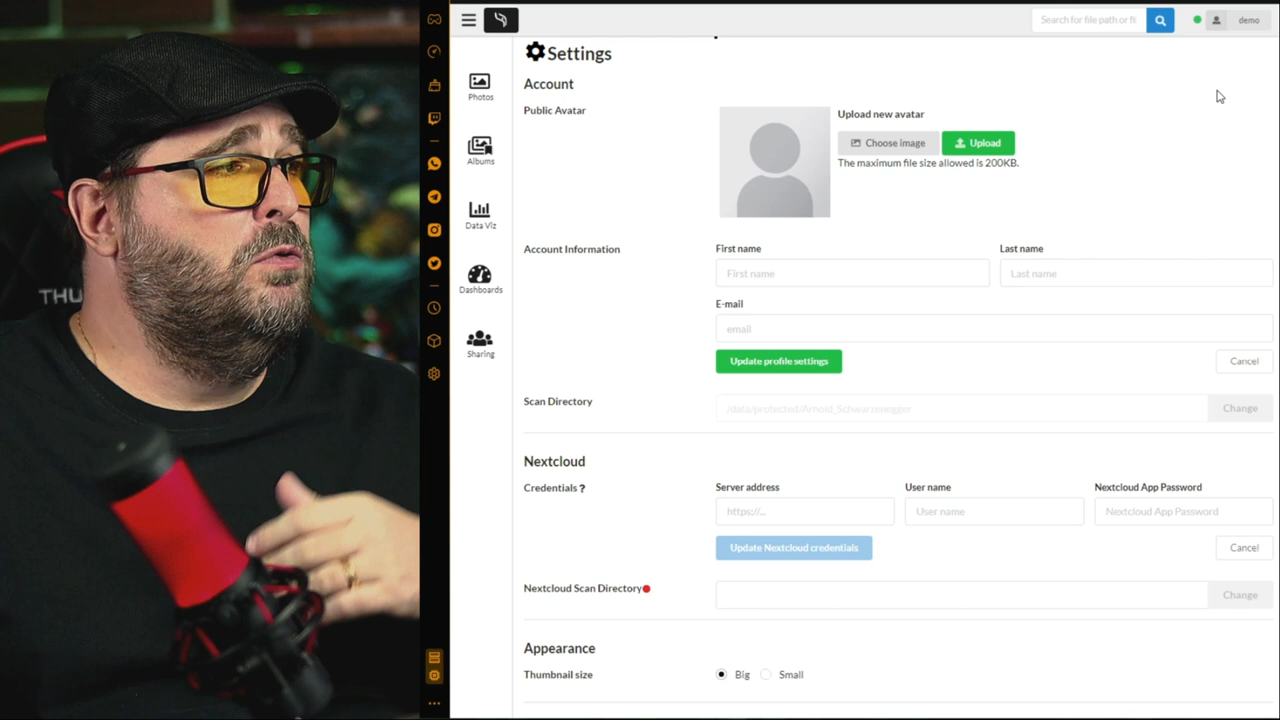 THU
demo
Search for file path or fi
Settings
Account
Photos
Albums
Data Viz
Dashboards
Sharing
Public Avatar
Upload new avatar
Choose image
Upload
The maximum file size allowed is 200KB.
Account Information
First name
Last name
First name
Last name
E-mail
email
Update profile settings
Cancel
Scan Directory
/data/protected/Arnold_Schwarzenegger
Change
Nextcloud
Credentials ?
Server address
User name
Nextcloud App Password
https://...
User name
Nextcloud App Password
Update Nextcloud credentials
Cancel
Nextcloud Scan Directory
Change
Appearance
Thumbnail size
Big
Small